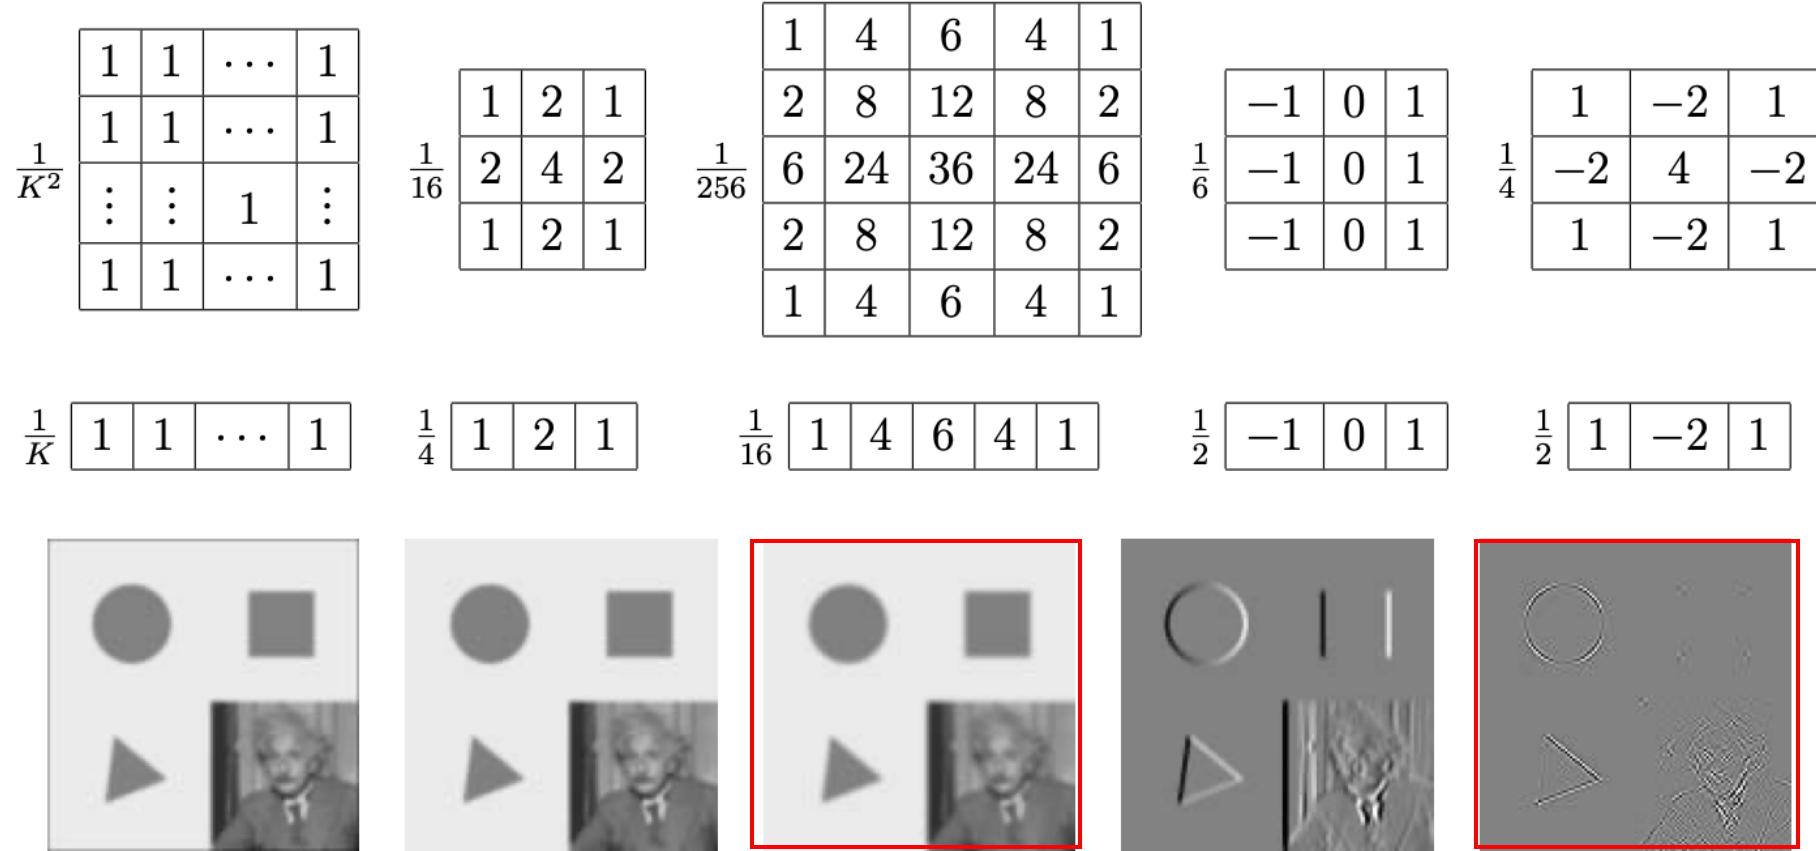 1/K² 
1 1 ⋯ 1
1 1 ⋯ 1
⋮ ⋮ 1 ⋮
1 1 ⋯ 1
1/16
1 2 1
2 4 2
1 2 1
1/256
1 4 6 4 1
2 8 12 8 2
6 24 36 24 6
2 8 12 8 2
1 4 6 4 1
1/6
−1 0 1
−1 0 1
−1 0 1
1/4
1 −2 1
−2 4 −2
1 −2 1
1/K 1 1 ⋯ 1
1/4 1 2 1
1/16 1 4 6 4 1
1/2 −1 0 1
1/2 1 −2 1